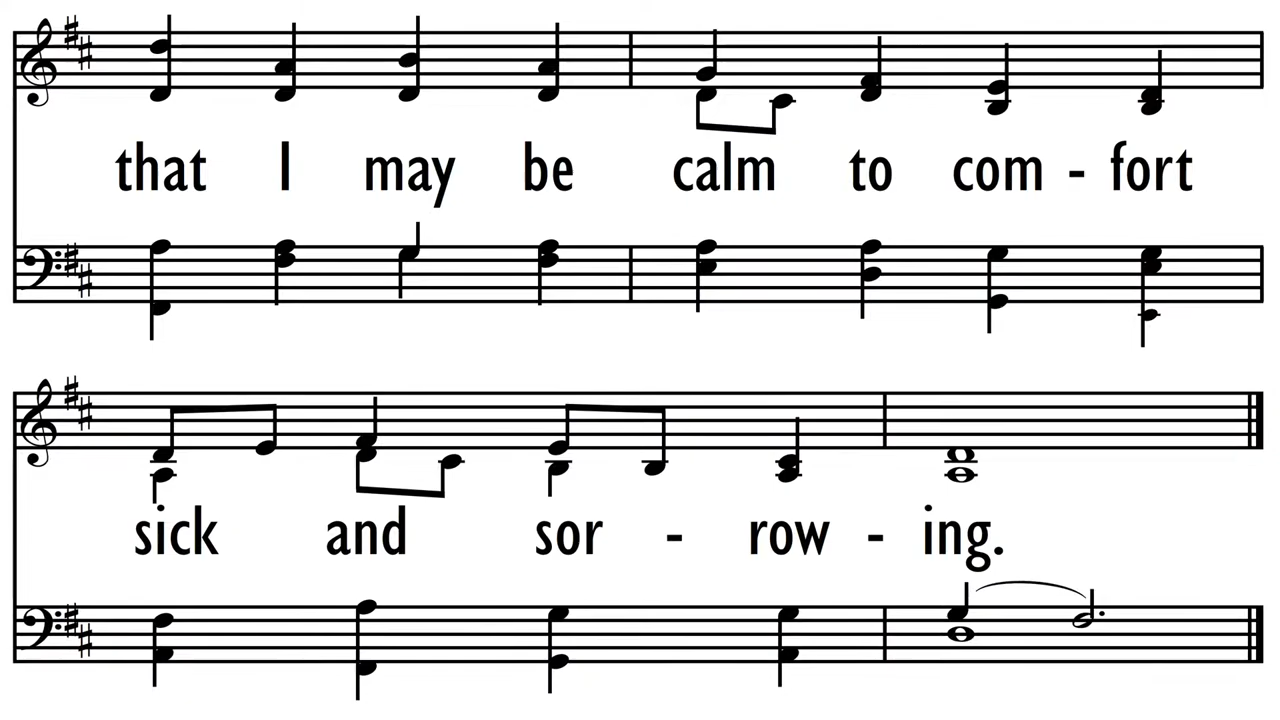 that I may be calm to com - fort
sick and sor - row - ing.